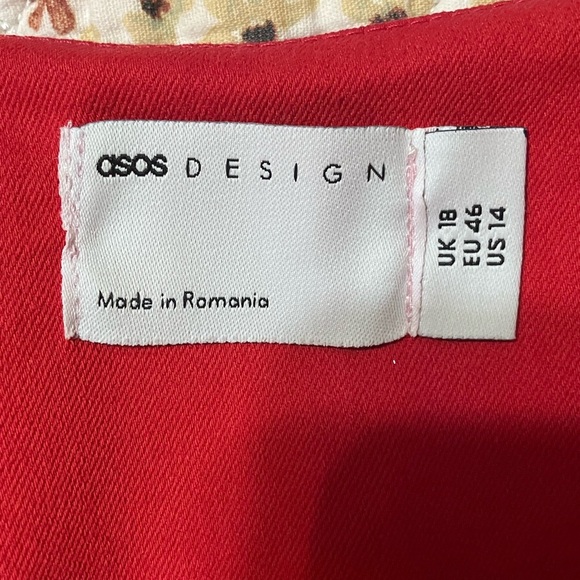 asos DESIGN
Made in Romania
UK 18
EU 46
US 14